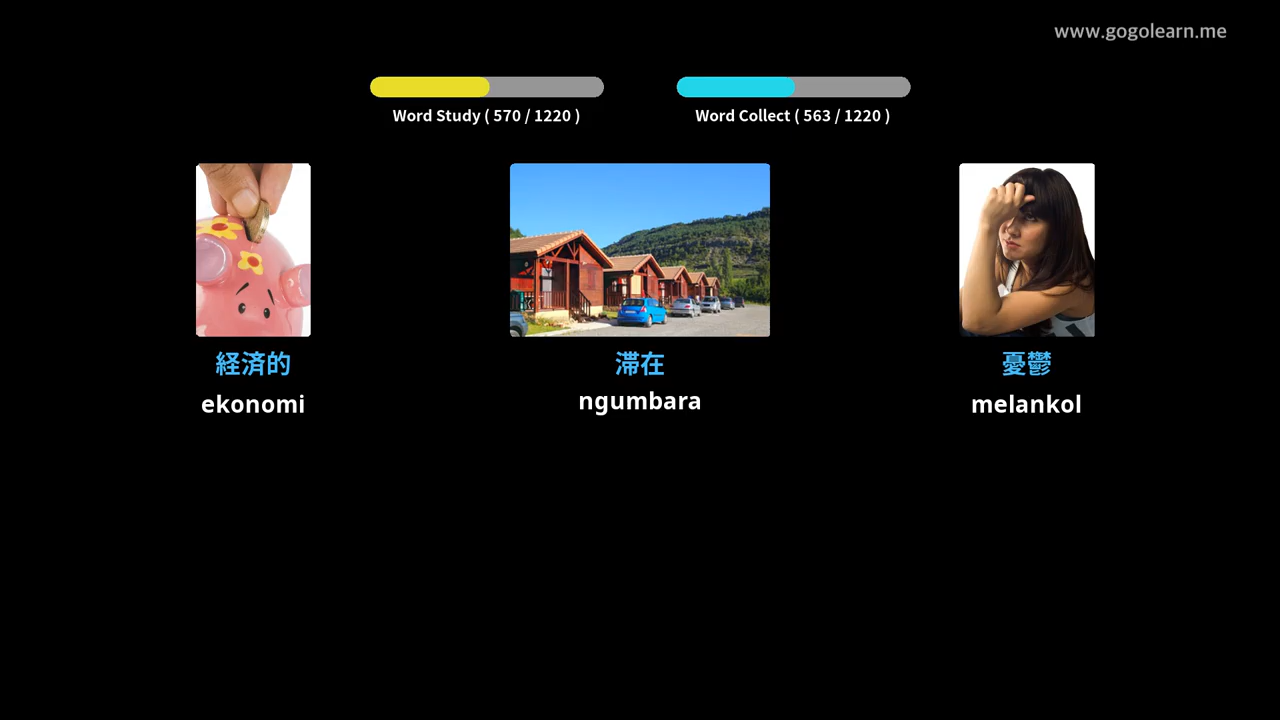 www.gogolearn.me
Word Study ( 570 / 1220 )
Word Collect ( 563 / 1220 )
経済的
滞在
憂鬱
ekonomi
ngumbara
melankol